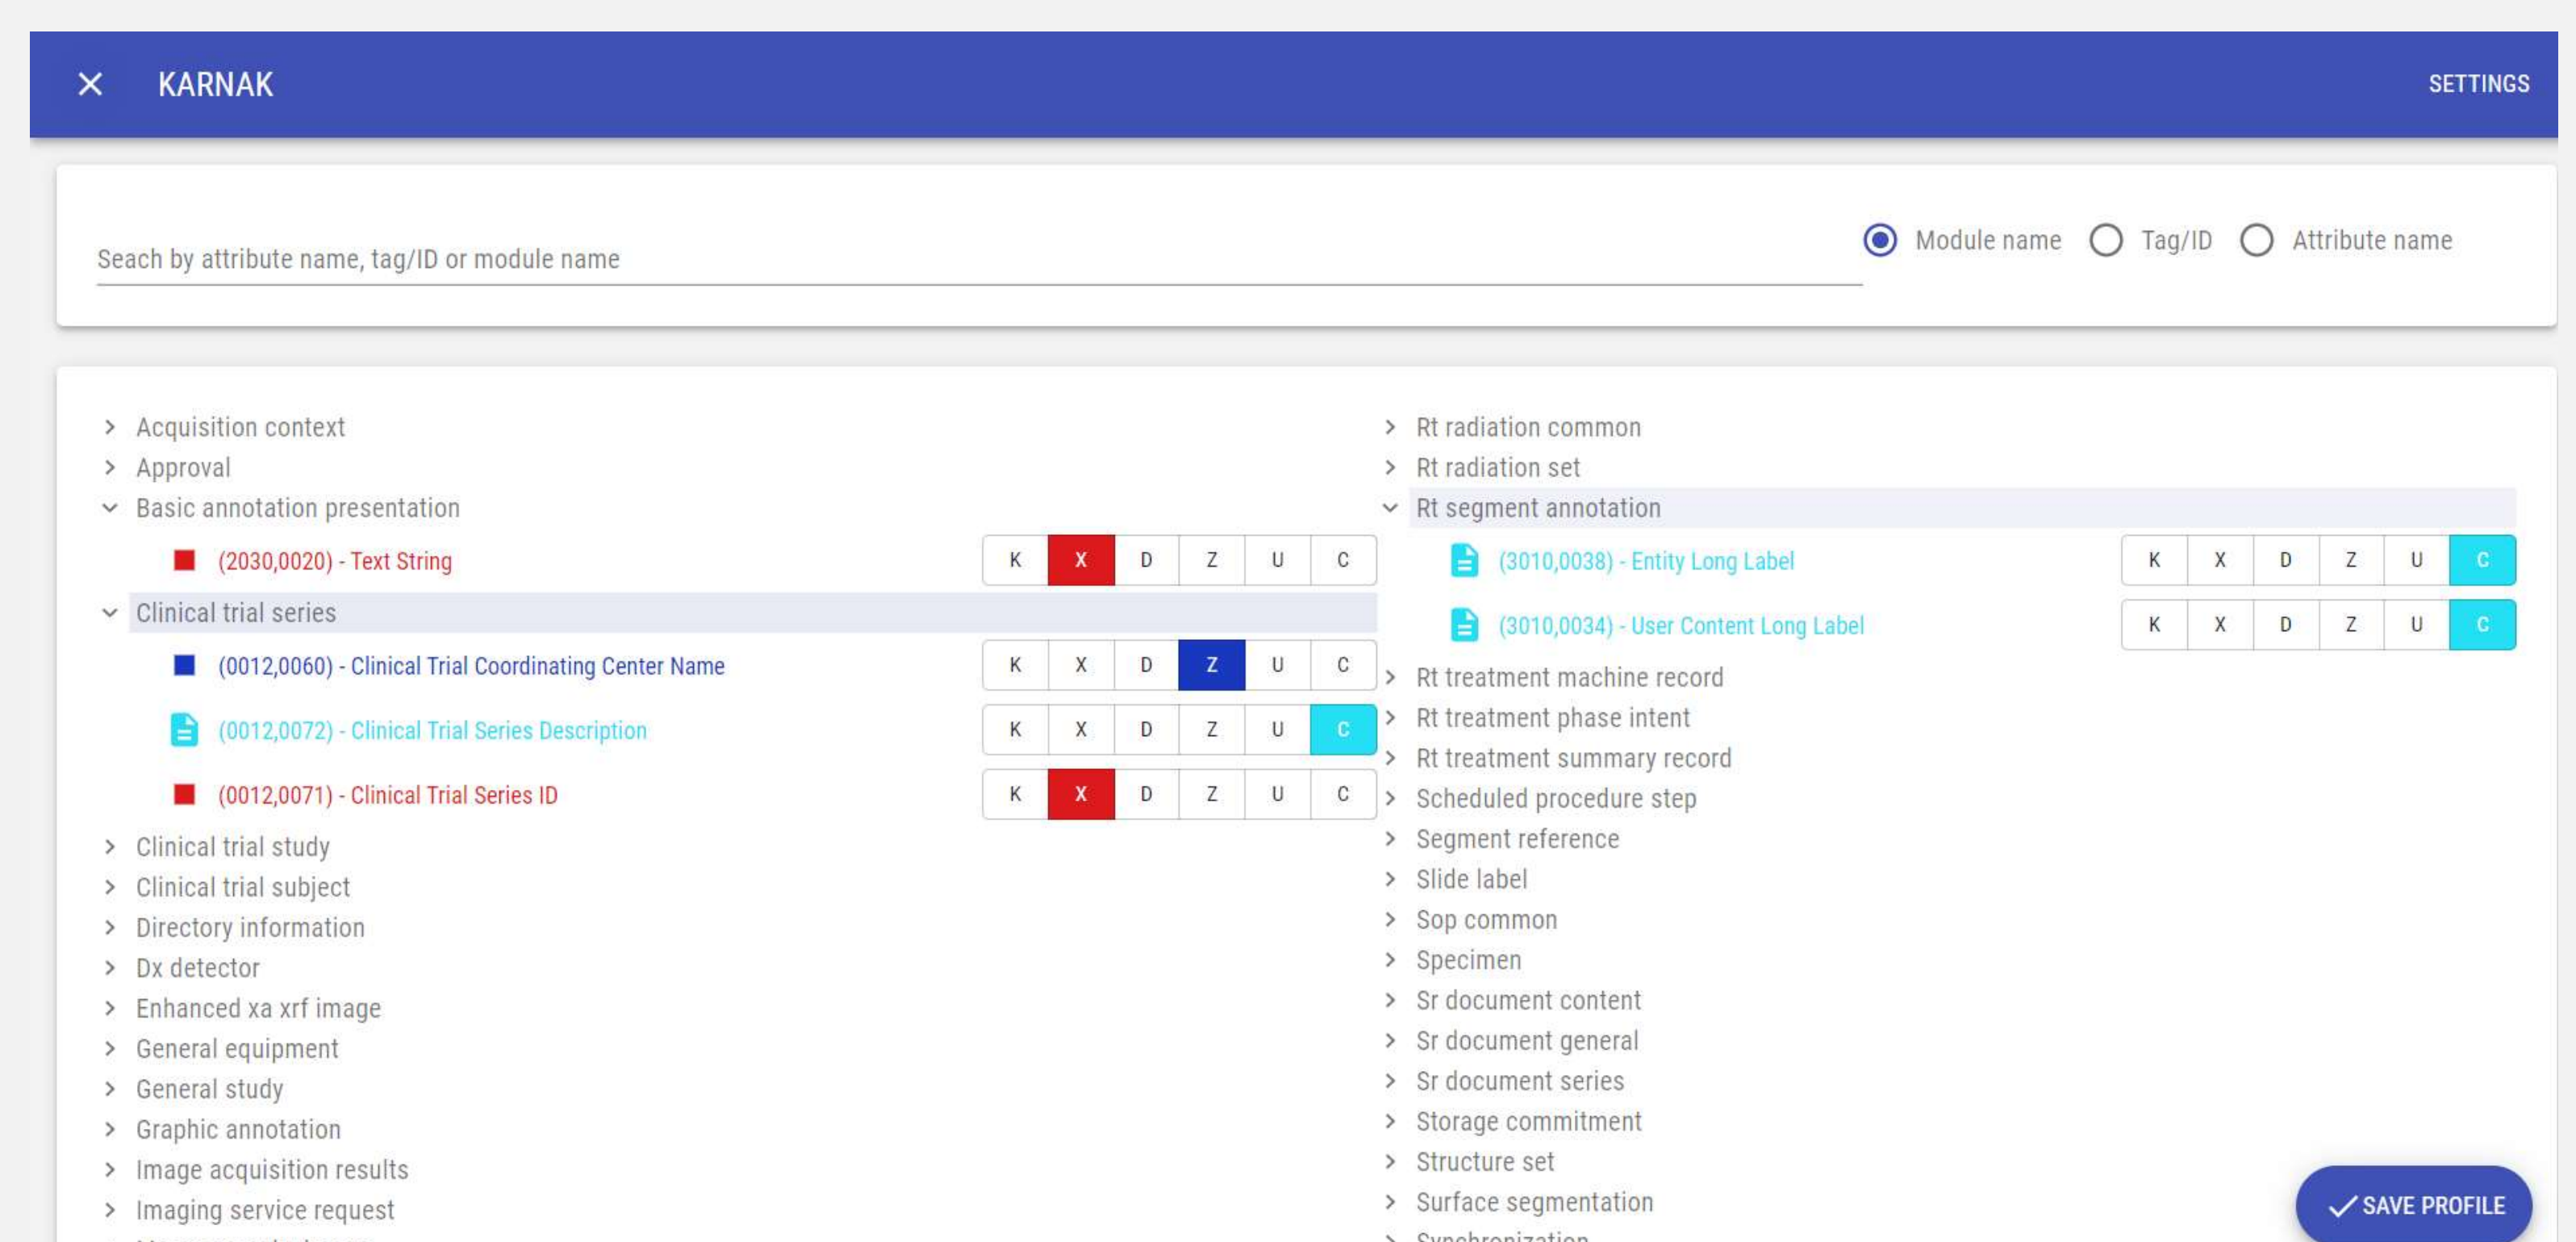 KARNAK
SETTINGS
Seach by attribute name, tag/ID or module name
Module name
Tag/ID
Attribute name
Acquisition context
Approval
Basic annotation presentation
(2030,0020) - Text String
K X D Z U C
Clinical trial series
(0012,0060) - Clinical Trial Coordinating Center Name
K X D Z U C
(0012,0072) - Clinical Trial Series Description
K X D Z U C
(0012,0071) - Clinical Trial Series ID
K X D Z U C
Clinical trial study
Clinical trial subject
Directory information
Dx detector
Enhanced xa xrf image
General equipment
General study
Graphic annotation
Image acquisition results
Imaging service request
Rt radiation common
Rt radiation set
Rt segment annotation
(3010,0038) - Entity Long Label
K X D Z U C
(3010,0034) - User Content Long Label
K X D Z U C
Rt treatment machine record
Rt treatment phase intent
Rt treatment summary record
Scheduled procedure step
Segment reference
Slide label
Sop common
Specimen
Sr document content
Sr document general
Sr document series
Storage commitment
Structure set
Surface segmentation
Synchronization
SAVE PROFILE